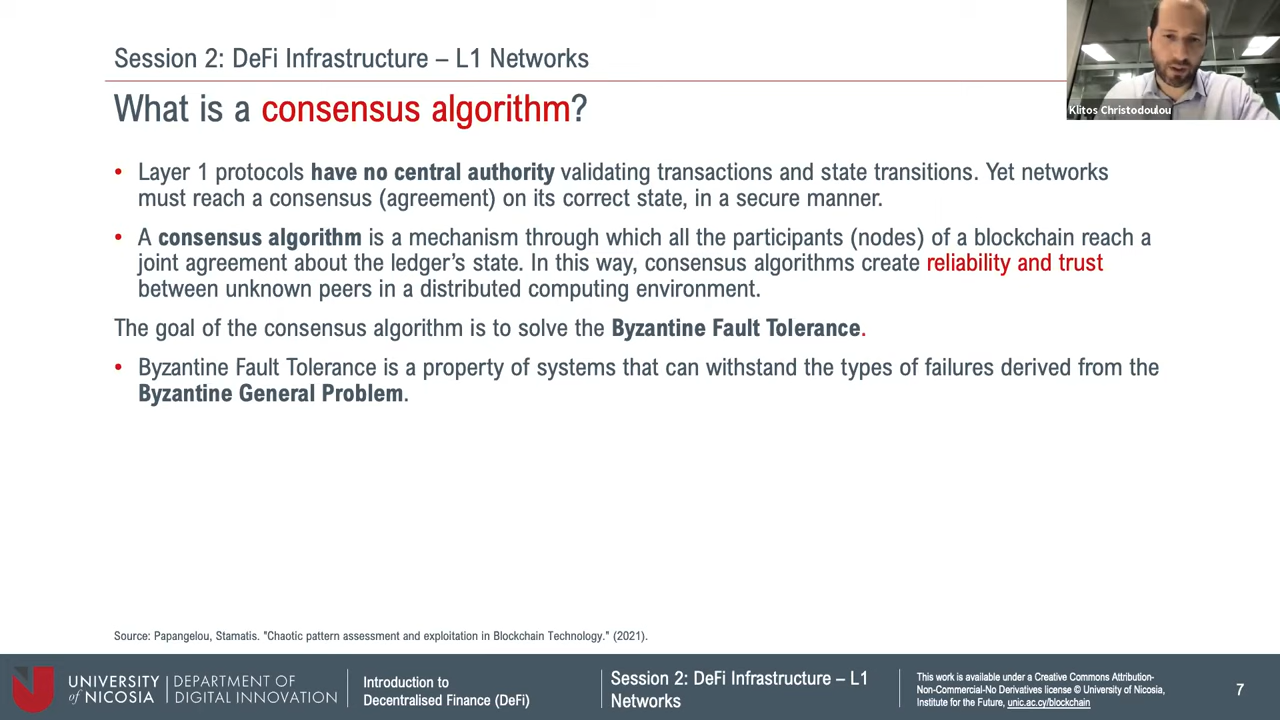 Session 2: DeFi Infrastructure – L1 Networks
Klitos Christodoulou
What is a consensus algorithm?
• Layer 1 protocols have no central authority validating transactions and state transitions. Yet networks
must reach a consensus (agreement) on its correct state, in a secure manner.
• A consensus algorithm is a mechanism through which all the participants (nodes) of a blockchain reach a
joint agreement about the ledger's state. In this way, consensus algorithms create reliability and trust
between unknown peers in a distributed computing environment.
The goal of the consensus algorithm is to solve the Byzantine Fault Tolerance.
• Byzantine Fault Tolerance is a property of systems that can withstand the types of failures derived from the
Byzantine General Problem.
Source: Papangelou, Stamatis. "Chaotic pattern assessment and exploitation in Blockchain Technology." (2021).
UNIVERSITY
of NICOSIA
DEPARTMENT OF
DIGITAL INNOVATION
Introduction to
Decentralised Finance (DeFi)
Session 2: DeFi Infrastructure – L1
Networks
This work is available under a Creative Commons Attribution-
Non-Commercial-No Derivatives license © University of Nicosia,
Institute for the Future, unic.ac.cy/blockchain
7